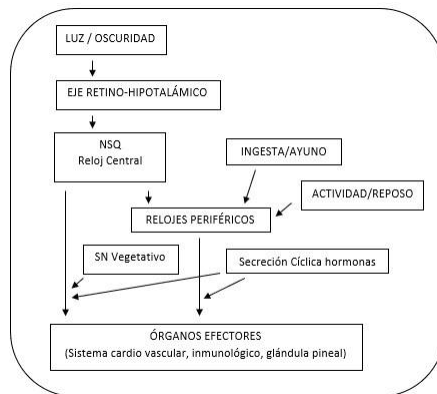 LUZ / OSCURIDAD
EJE RETINO-HIPOTALÁMICO
NSQ
Reloj Central
INGESTA/AYUNO
ACTIVIDAD/REPOSO
RELOJES PERIFÉRICOS
SN Vegetativo
Secreción Cíclica hormonas
ÓRGANOS EFECTORES
(Sistema cardio vascular, inmunológico, glándula pineal)